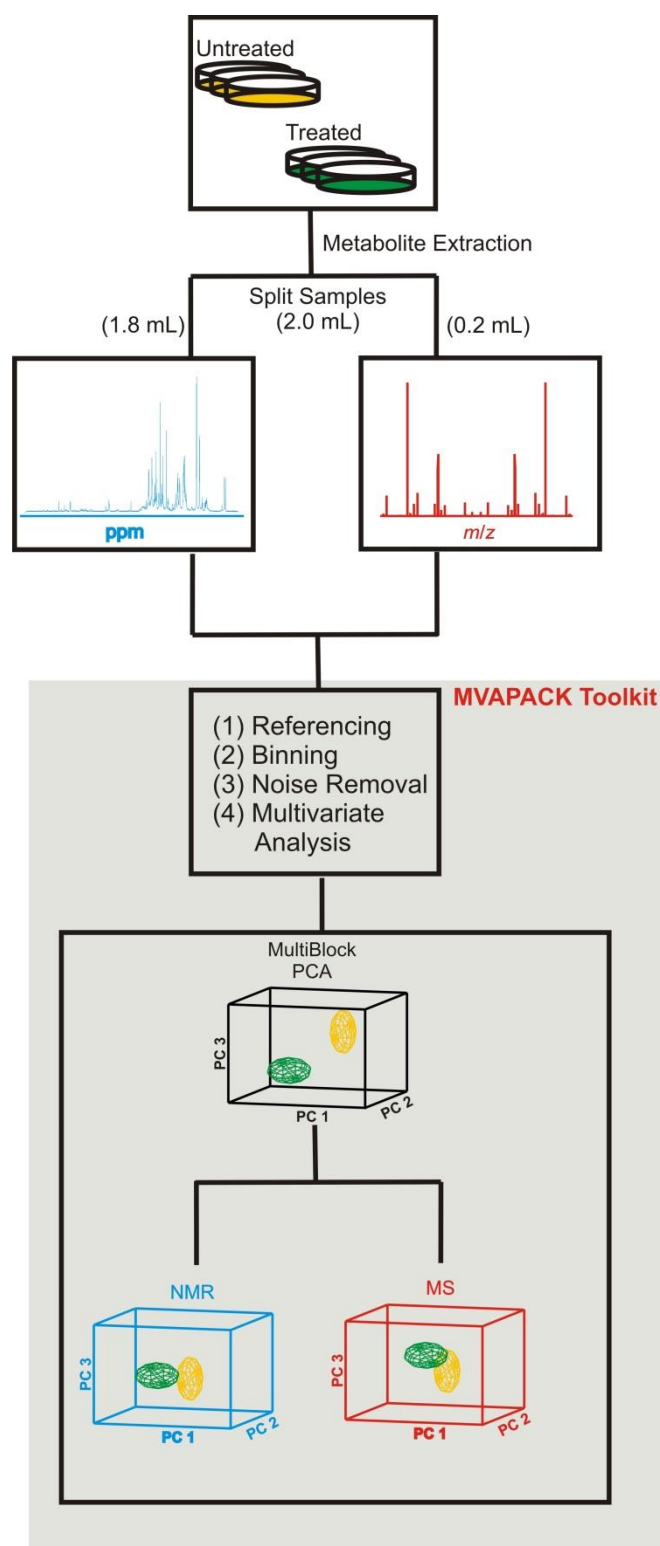 Untreated
Treated
Metabolite Extraction
Split Samples
(1.8 mL)
(2.0 mL)
(0.2 mL)
ppm
m/z
MVAPACK Toolkit
(1) Referencing
(2) Binning
(3) Noise Removal
(4) Multivariate
Analysis
MultiBlock
PCA
PC 3
PC 1
PC 2
NMR
PC 3
PC 1
PC 2
MS
PC 3
PC 1
PC 2